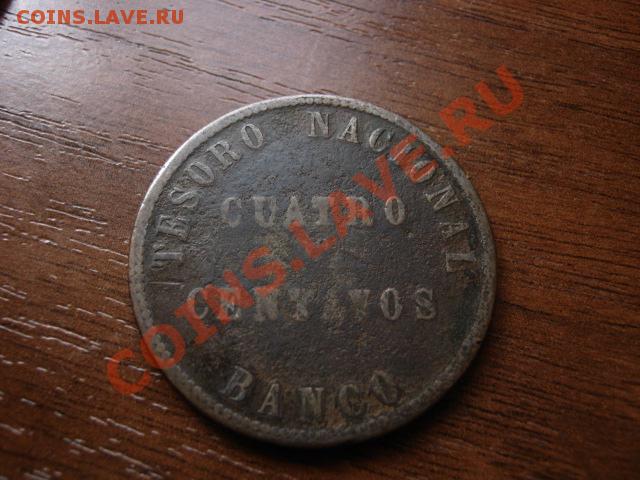 COINS.LAVE.RU
TESORO NACIONAL
CUATRO
CENTAVOS
BANCO
COINS.LAVE.RU